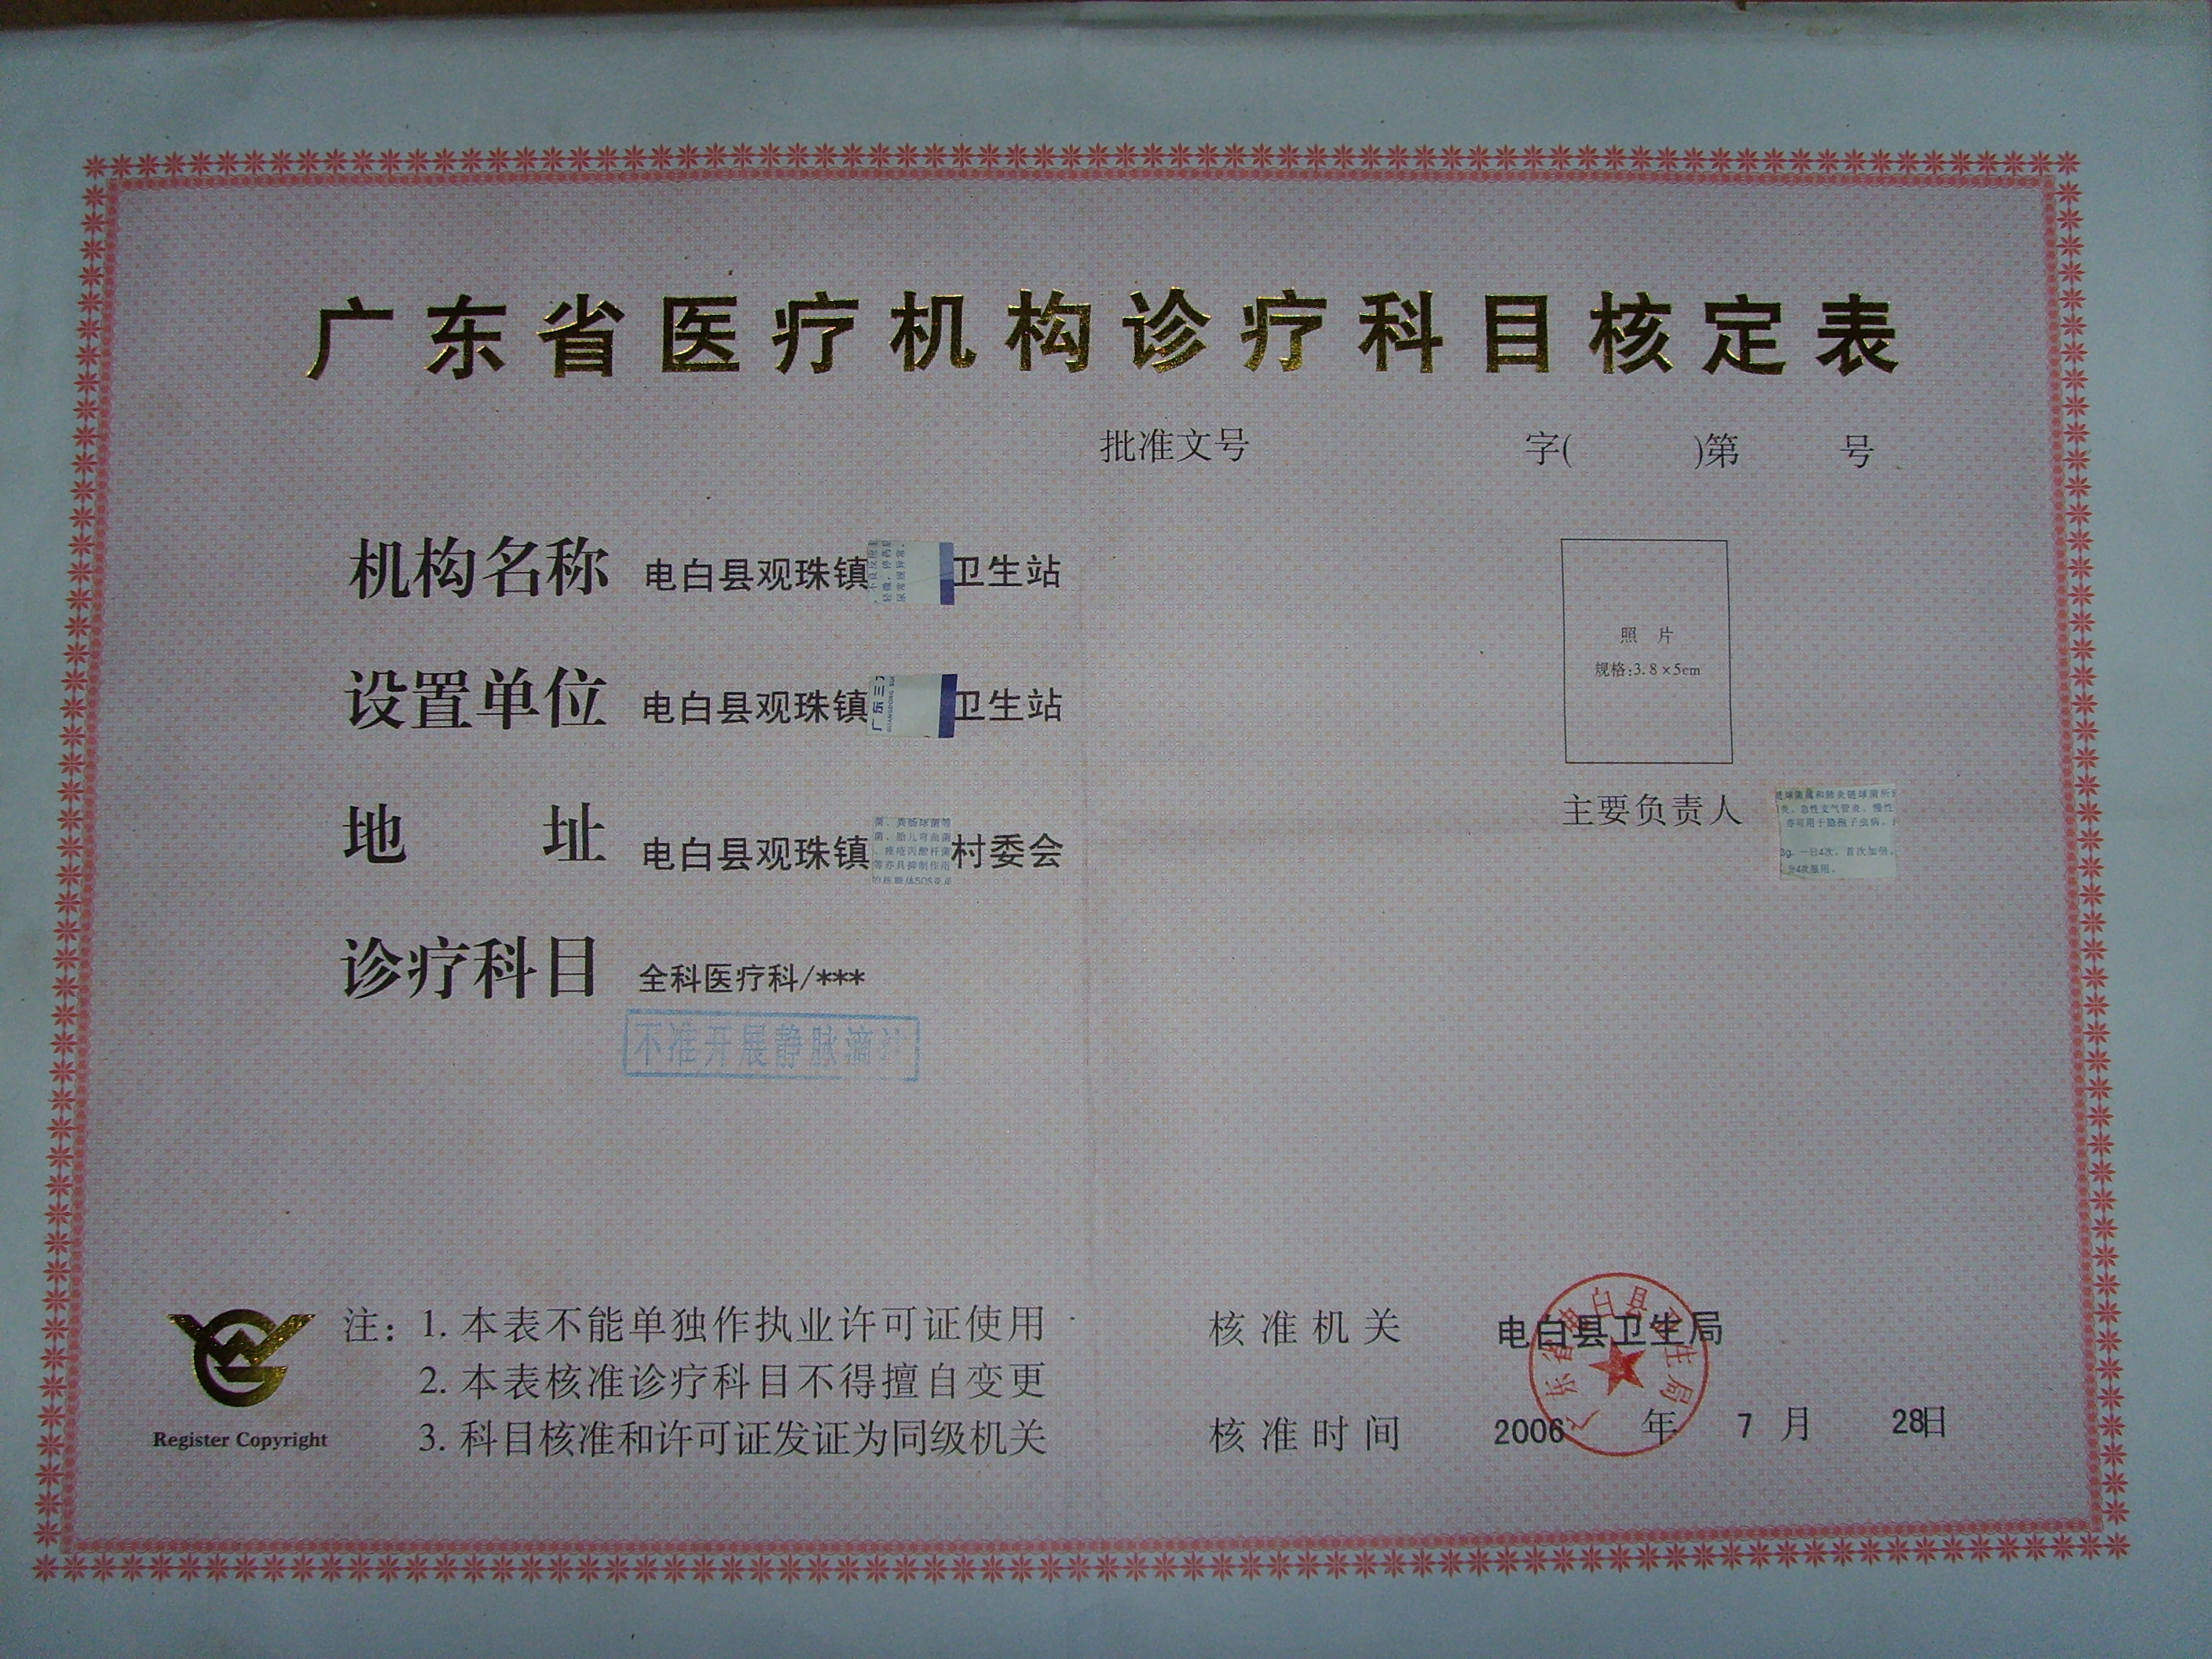 广东省医疗机构诊疗科目核定表
批准文号 字( )第 号
机构名称 电白县观珠镇 卫生站
设置单位 电白县观珠镇 卫生站
照 片
规格:3.8×5cm
主要负责人
地 址 电白县观珠镇 村委会
诊疗科目 全科医疗科/***
不准开展静脉滴
注: 1. 本表不能单独作执业许可证使用
2. 本表核准诊疗科目不得擅自变更
3. 科目核准和许可证发证为同级机关
Register Copyright
核准机关 电白县卫生局
核准时间 2006 年 7 月 28日